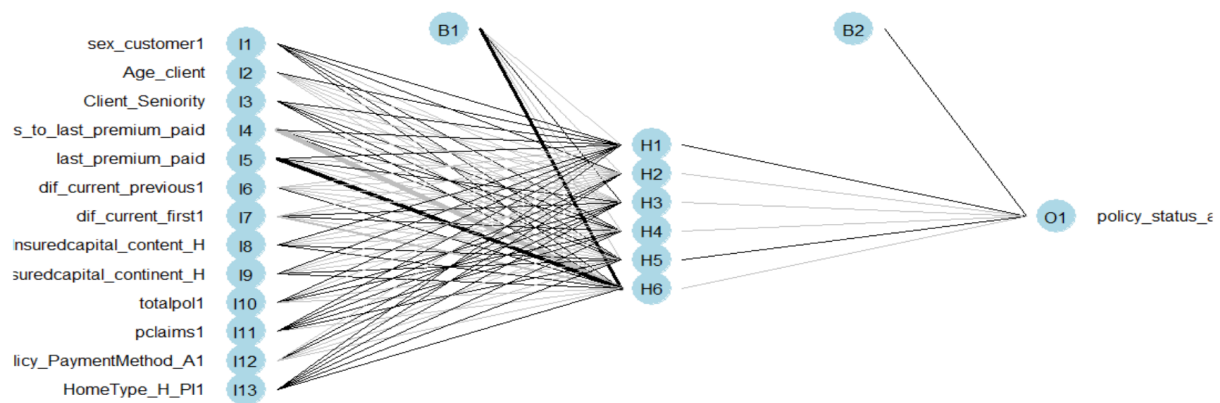 B1
B2
sex_customer1 I1
Age_client I2
Client_Seniority I3
s_to_last_premium_paid I4
last_premium_paid I5
dif_current_previous1 I6
dif_current_first1 I7
insuredcapital_content_H I8
suredcapital_continent_H I9
totalpol1 I10
pclaims1 I11
licy_PaymentMethod_A1 I12
HomeType_H_PI1 I13
H1
H2
H3
H4
H5
H6
O1 policy_status_a